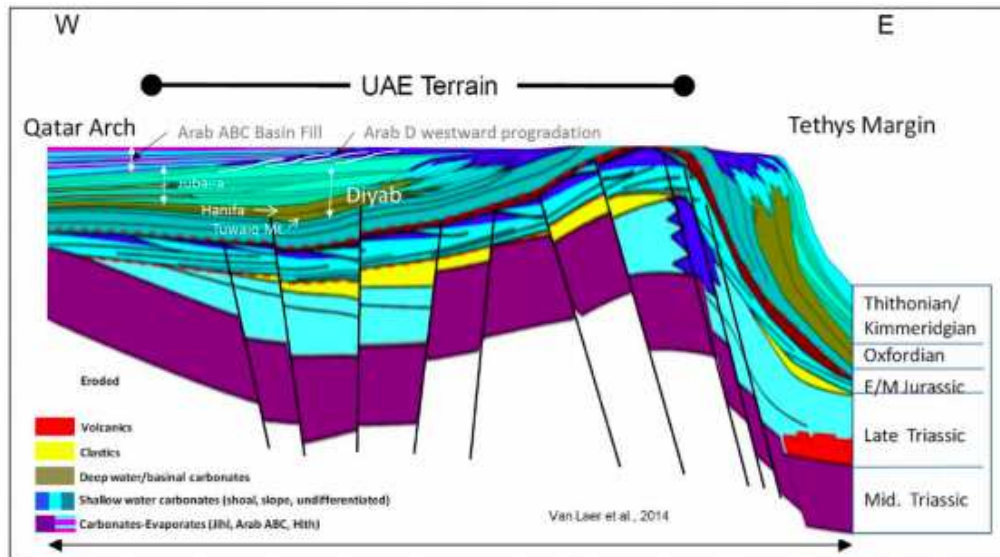 W
E
UAE Terrain
Qatar Arch
Arab ABC Basin Fill
Arab D westward progradation
Tethys Margin
Jubaila
Diyab
Hanifa
Tuwaiq Mt.
Thithonian/
Kimmeridgian
Oxfordian
E/M Jurassic
Late Triassic
Mid. Triassic
Eroded
Volcanics
Clastics
Deep water/basinal carbonates
Shallow water carbonates (shoal, slope, undifferentiated)
Carbonates-Evaporates (Jihl, Arab ABC, Hith)
Van Laer et al., 2014